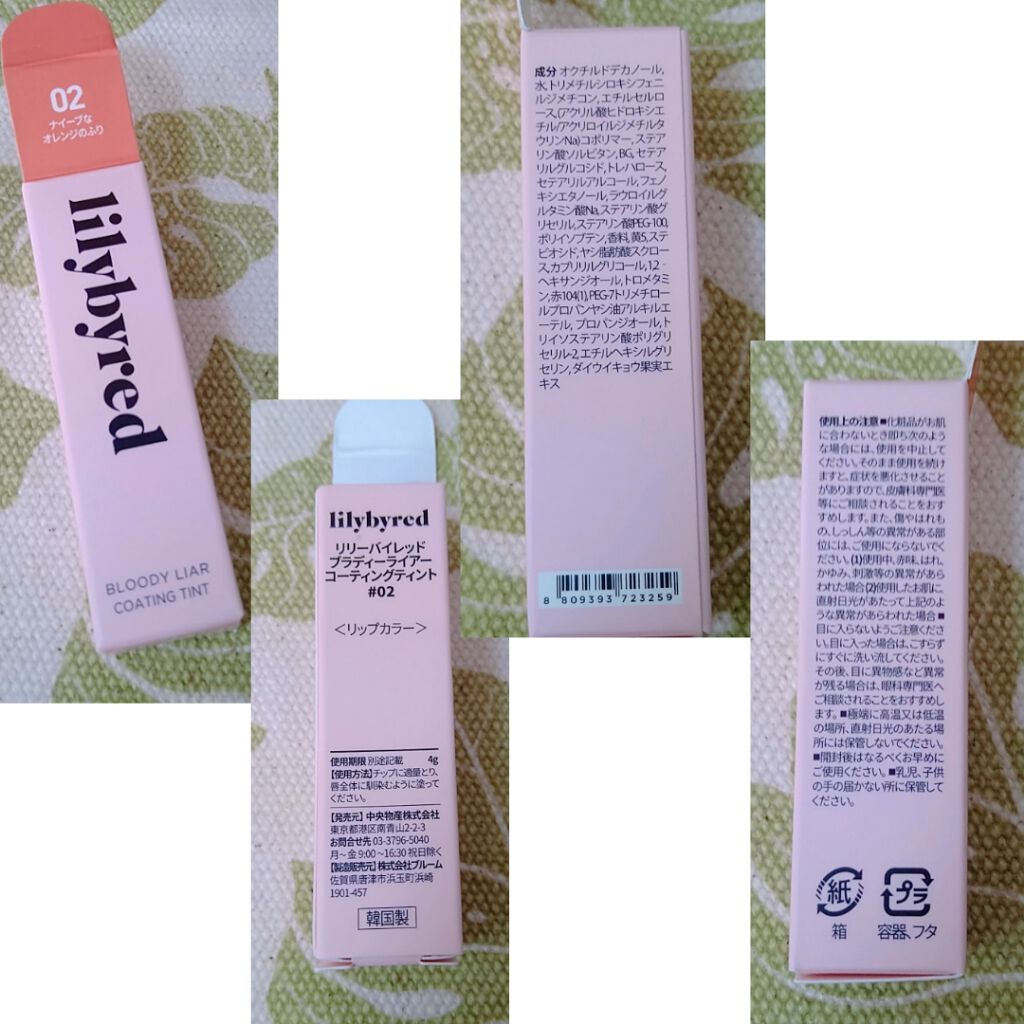 02
ナイーブな
オレンジのふり
lilybyred
BLOODY LIAR
COATING TINT
lilybyred
リリーバイレッド
ブラディーライアー
コーティングティント
#02
＜リップカラー＞
使用期限 別途記載 4g
【使用方法】チップに適量とり、
唇全体に馴染むように塗って
ください。
【発売元】中央物産株式会社
東京都港区南青山2-2-3
お問合せ先 03-3796-5040
月～金 9:00 ~16:30 祝日除く
【製造販売元】株式会社ブルーム
佐賀県唐津市浜玉町浜崎
1901-457
韓国製
成分 オクチルドデカノール,
水,トリメチルシロキシフェニ
ルジメチコン, エチルセルロ
ース,(アクリル酸ヒドロキシエ
チル/アクリロイルジメチルタ
ウリンNa)コポリマー, ステア
リン酸ソルビタン, BG, セテア
リルグルコシド,トレハロース,
セテアリルアルコール,フェノ
キシエタノール,ラウロイルグ
ルタミン酸Na,ステアリン酸グ
リセリル,ステアリン酸PEG-100,
ポリイソブテン,香料,黄5,ステ
ビオシド,ヤシ脂肪酸スクロー
ス,カプリリルグリコール,1,2-
ヘキサンジオール,トロメタミ
ン,赤104(1),PEG-7トリメチロー
ルプロパンヤシ油アルキルエ
ーテル, プロパンジオール,ト
リイソステアリン酸ポリグリ
セリル-2,エチルヘキシルグリ
セリン,ダイウイキョウ果実エ
キス
8 809393 723259
使用上の注意■化粧品がお肌
に合わないとき即ち次のよう
な場合には、使用を中止して
ください。そのまま使用を続け
ますと、症状を悪化させること
がありますので、皮膚科専門医
等にご相談されることをおす
すめします。また、傷やはれも
の、しっしん等の異常がある部
位には、ご使用にならないでく
ださい。(1)使用中、赤味、はれ、
かゆみ、刺激等の異常があら
われた場合(2)使用したお肌に、
直射日光があたって上記のよ
うな異常があらわれた場合■
目に入らないようご注意くださ
い。目に入った場合は、こすらず
にすぐに洗い流してください。
その後、目に異物感など異常
が残る場合は、眼科専門医へ
ご相談されることをおすすめし
ます。■極端に高温又は低温
の場所、直射日光のあたる場
所には保管しないでください。
■開封後はなるべくお早めに
ご使用ください。■乳児、子供
の手の届かない所に保管して
ください。
紙
プラ
箱
容器、フタ